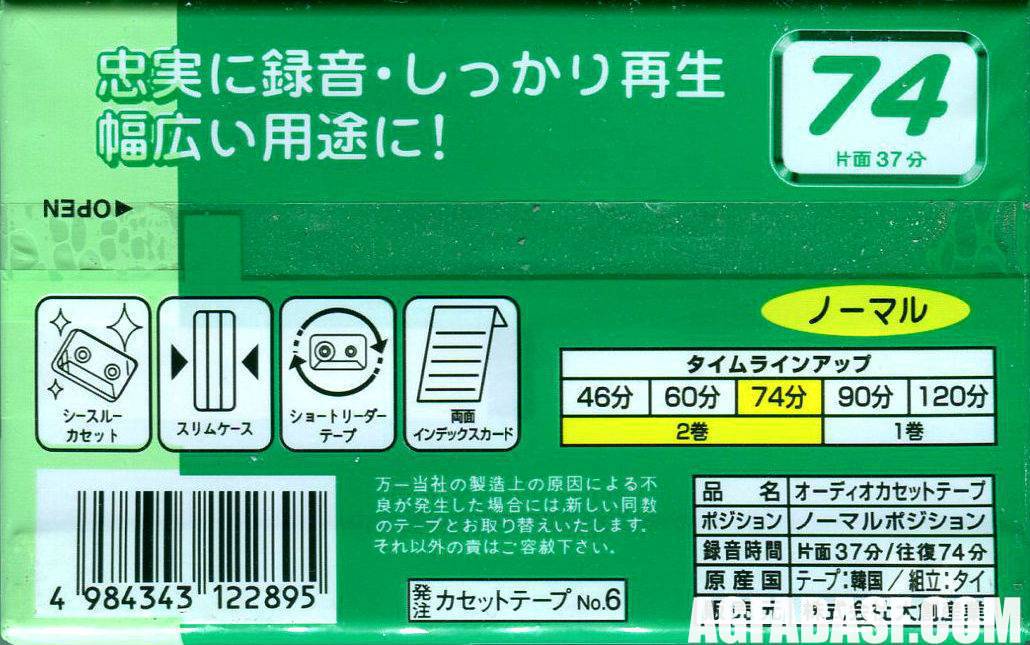 忠実に録音・しっかり再生
幅広い用途に!
74
片面37分
OPEN◀
ノーマル
シースルー
カセット
スリムケース
ショートリーダー
テープ
両面
インデックスカード
タイムラインアップ
46分 60分 74分 90分 120分
2巻 1巻
万一当社の製造上の原因による不
良が発生した場合には,新しい同数
のテープとお取り替えいたします.
それ以外の責はご容赦下さい.
品名 オーディオカセットテープ
ポジション ノーマルポジション
録音時間 片面37分/往復74分
原産国 テープ:韓国/組立:タイ
販売元 株式会社大創産業
4 984343 122895
発注 カセットテープ No.6
AGFABASF.COM